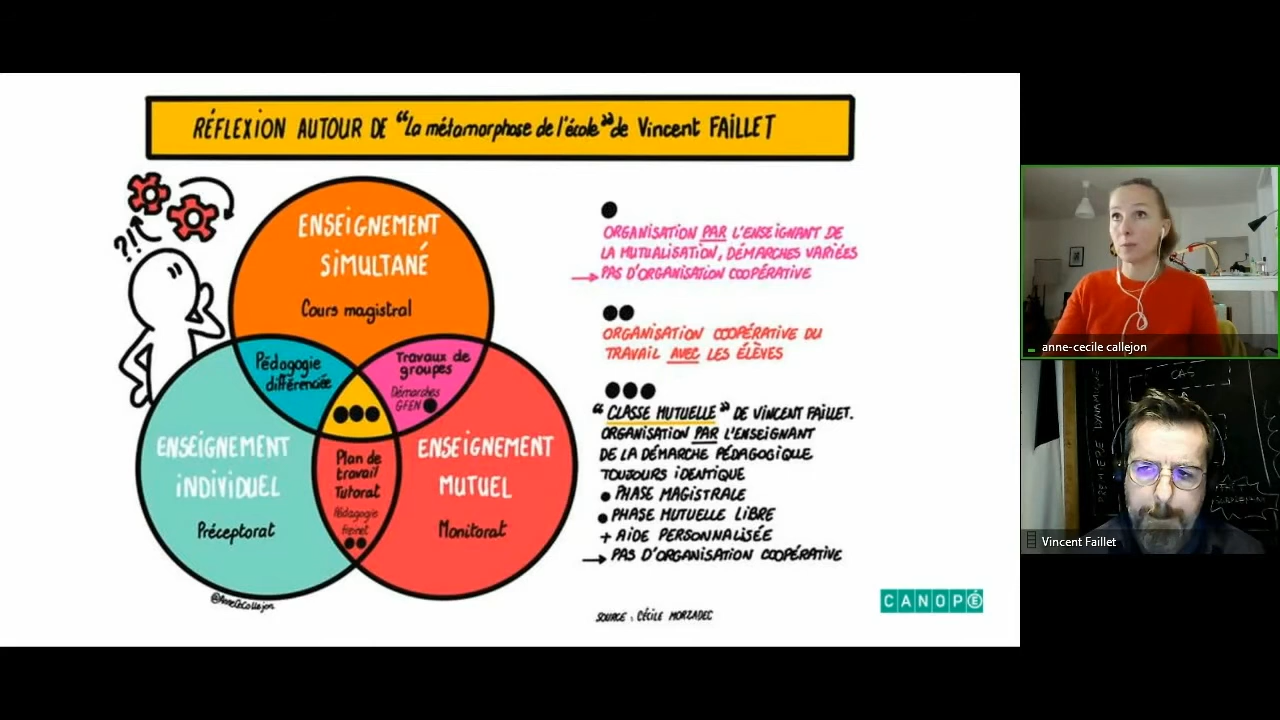 RÉFLEXION AUTOUR DE “La métamorphose de l'école” de Vincent FAILLET
?!
ENSEIGNEMENT
SIMULTANÉ
Cours magistral
Pédagogie
différenciée
Travaux de
groupes
Démarches
GFEN
ENSEIGNEMENT
INDIVIDUEL
Préceptorat
Plan de
travail
Tutorat
Pédagogie
Freinet
ENSEIGNEMENT
MUTUEL
Monitorat
@AnneCéCallejon
ORGANISATION PAR L'ENSEIGNANT DE
LA MUTUALISATION, DÉMARCHES VARIÉES
→ PAS D'ORGANISATION COOPÉRATIVE
ORGANISATION COOPÉRATIVE DU
TRAVAIL AVEC LES ÉLÈVES
“CLASSE MUTUELLE” DE VINCENT FAILLET.
ORGANISATION PAR L'ENSEIGNANT
DE LA DÉMARCHE PÉDAGOGIQUE
TOUJOURS IDENTIQUE
• PHASE MAGISTRALE
• PHASE MUTUELLE LIBRE
+ AIDE PERSONNALISÉE
→ PAS D'ORGANISATION COOPÉRATIVE
SOURCE : CÉCILE MORZADEC
CANOPÉ
anne-cecile callejon
CAS
Vincent Faillet